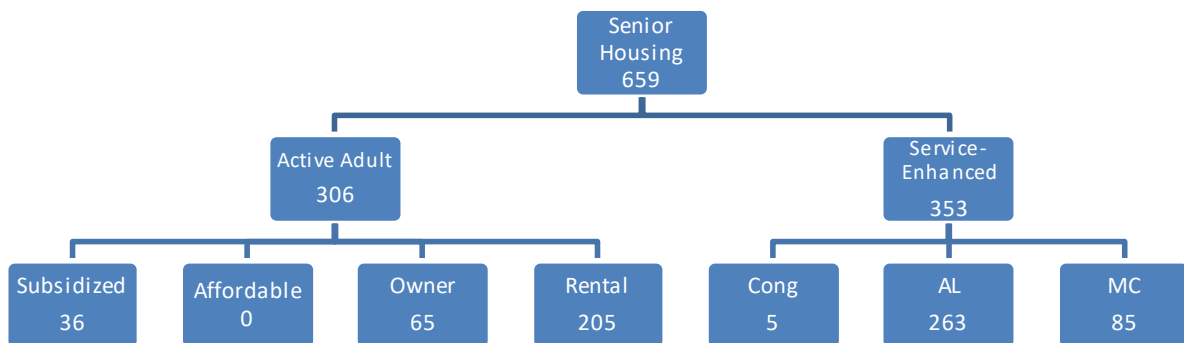 Senior
Housing
659
Active Adult
306
Service-
Enhanced
353
Subsidized
36
Affordable
0
Owner
65
Rental
205
Cong
5
AL
263
MC
85